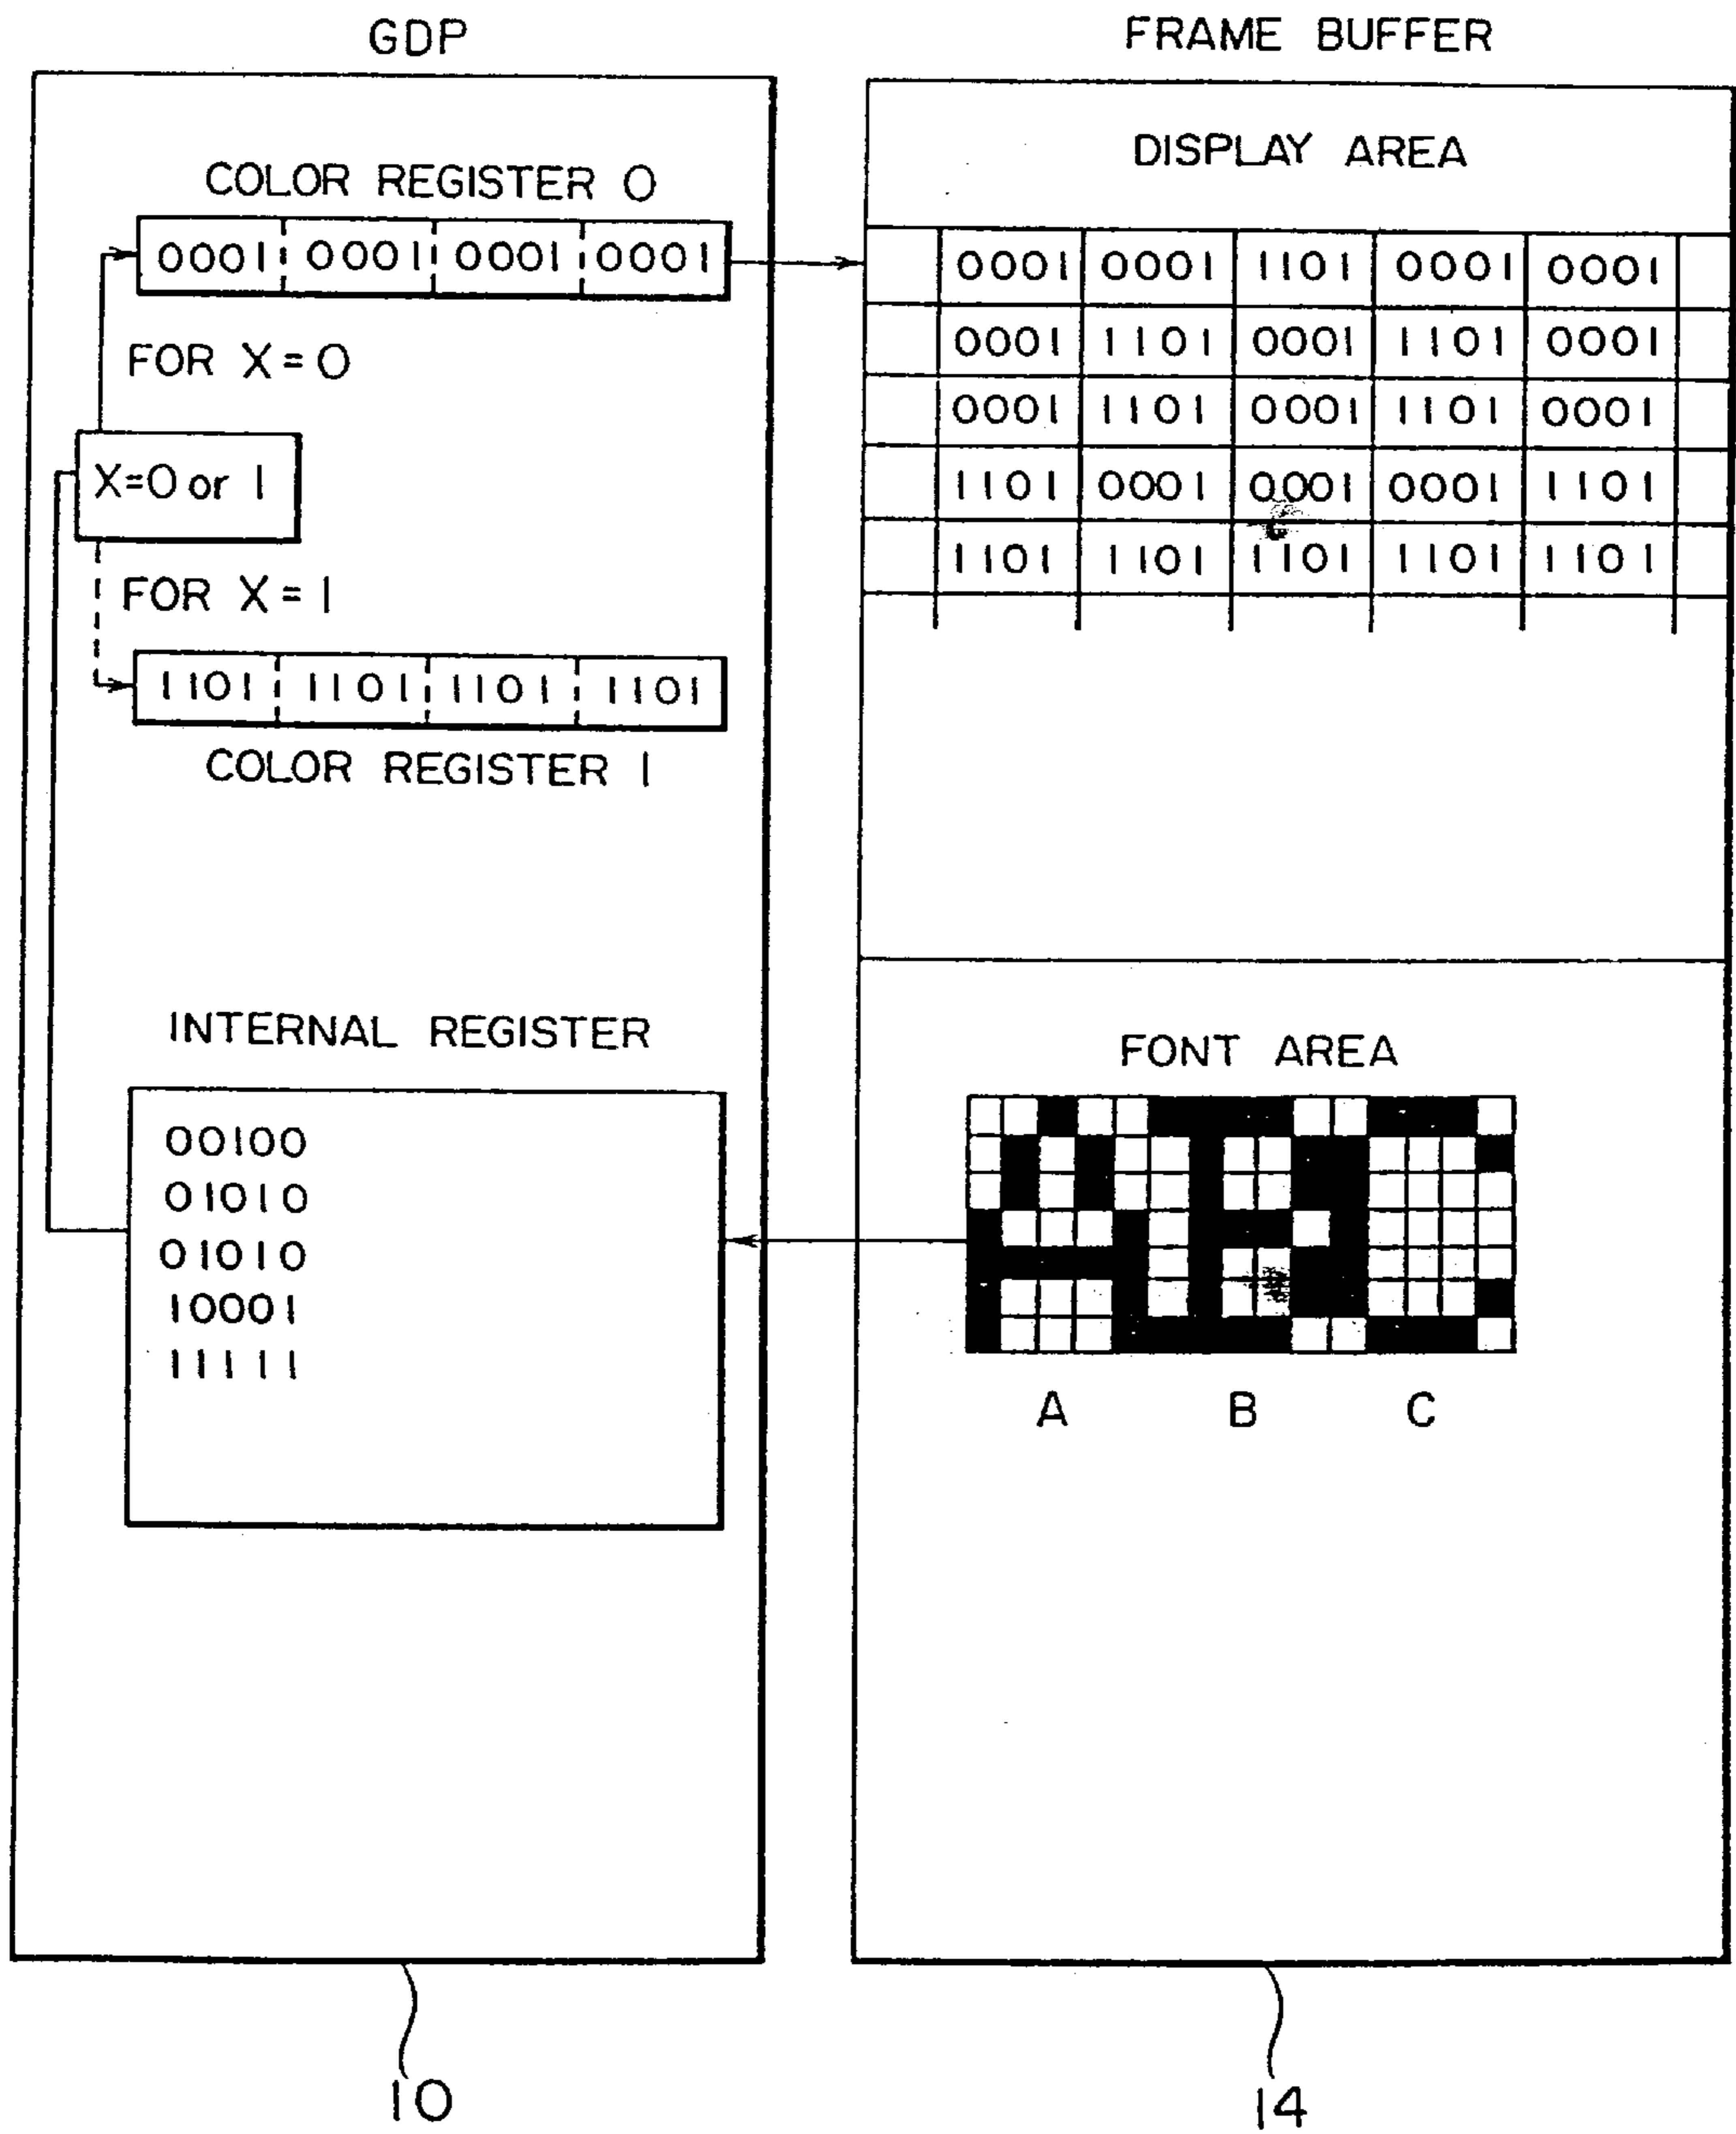 GDP
COLOR REGISTER 0
0001 0001 0001 0001
FOR X=0
X=0 or 1
FOR X=1
1101 1101 1101 1101
COLOR REGISTER 1
INTERNAL REGISTER
00100
01010
01010
10001
11111
10
FRAME BUFFER
DISPLAY AREA
0001 0001 1101 0001 0001
0001 1101 0001 1101 0001
0001 1101 0001 1101 0001
1101 0001 0001 0001 1101
1101 1101 1101 1101 1101
FONT AREA
A B C
14